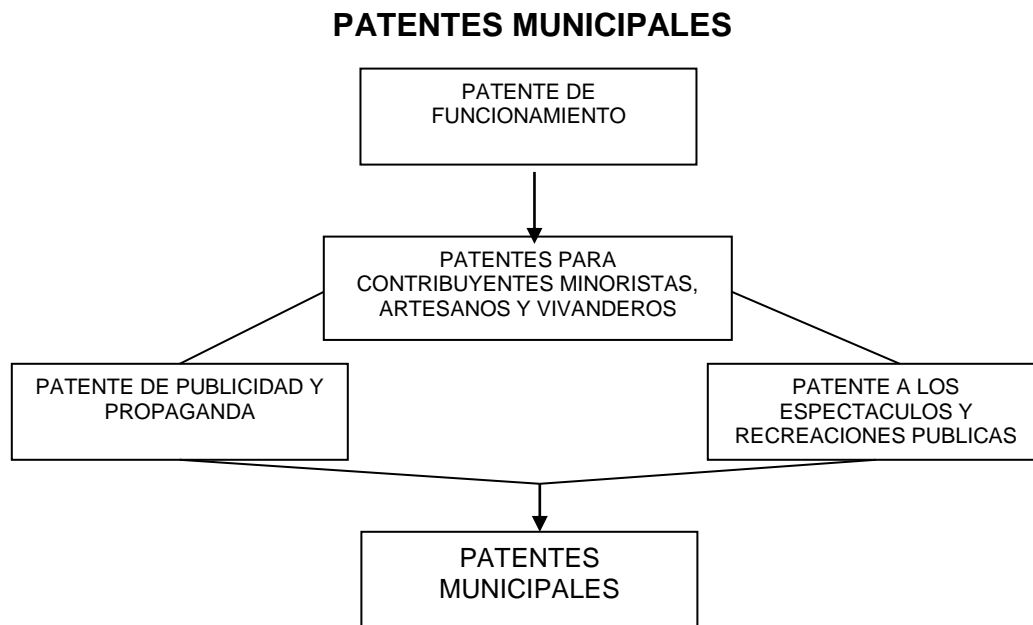 PATENTES MUNICIPALES
PATENTE DE
FUNCIONAMIENTO
PATENTES PARA
CONTRIBUYENTES MINORISTAS,
ARTESANOS Y VIVANDEROS
PATENTE DE PUBLICIDAD Y
PROPAGANDA
PATENTE A LOS
ESPECTACULOS Y
RECREACIONES PUBLICAS
PATENTES
MUNICIPALES